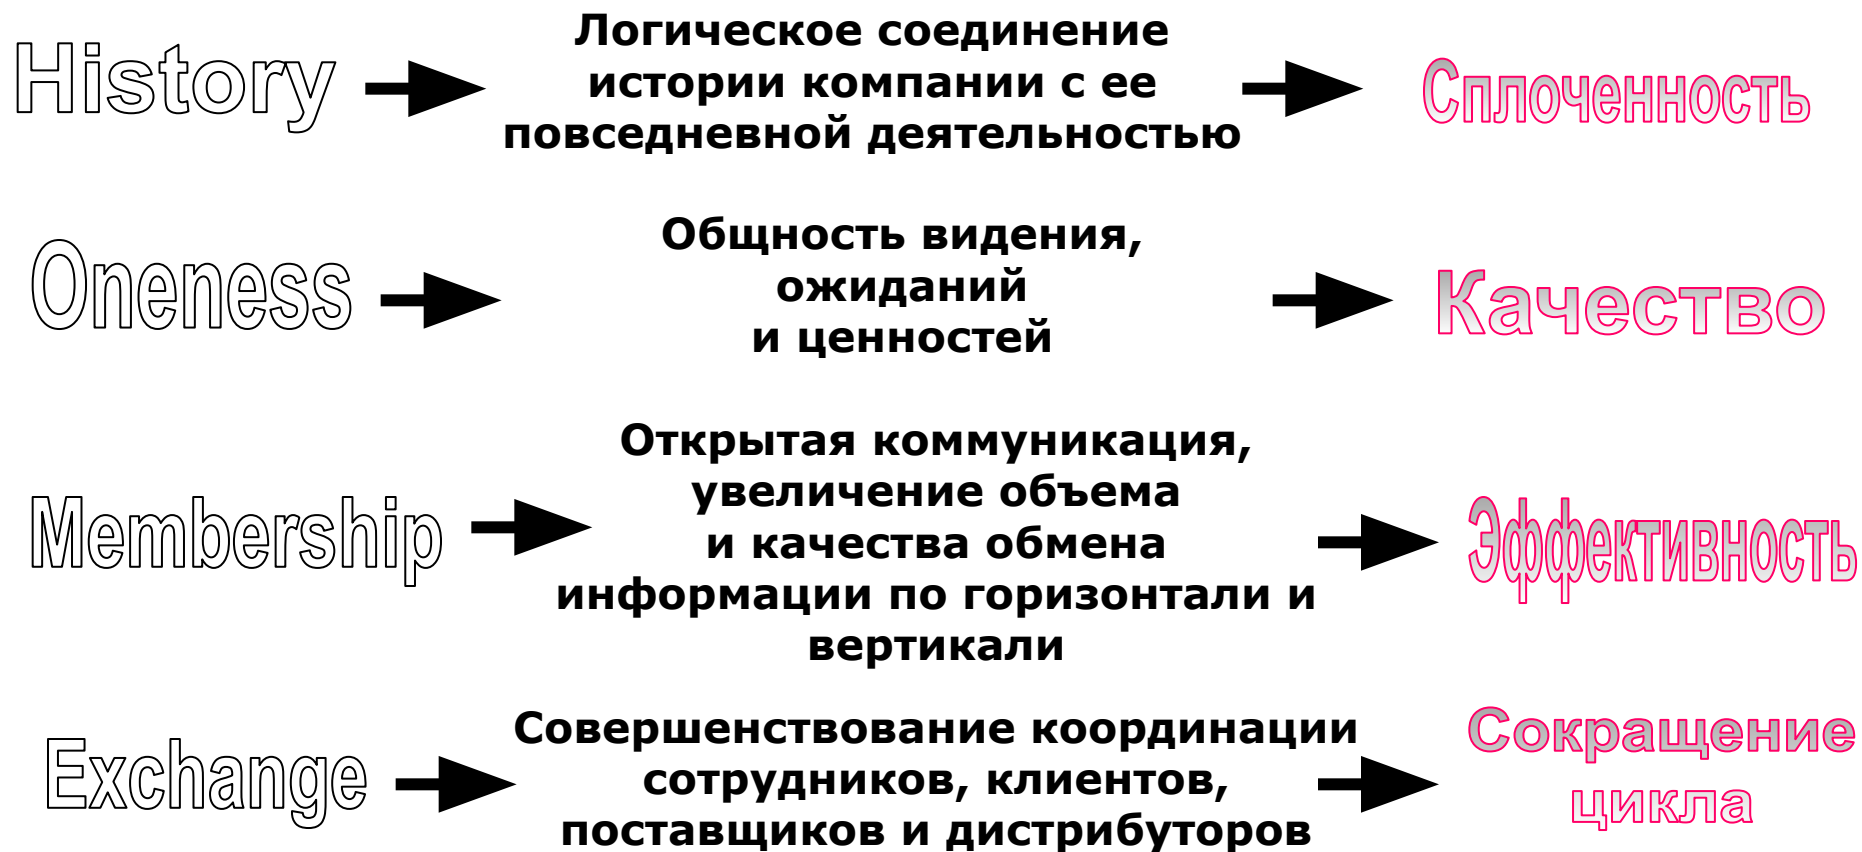 History
Логическое соединение
истории компании с ее
повседневной деятельностью
Сплоченность
Oneness
Общность видения,
ожиданий
и ценностей
Качество
Membership
Открытая коммуникация,
увеличение объема
и качества обмена
информации по горизонтали и
вертикали
Эффективность
Exchange
Совершенствование координации
сотрудников, клиентов,
поставщиков и дистрибуторов
Сокращение
цикла